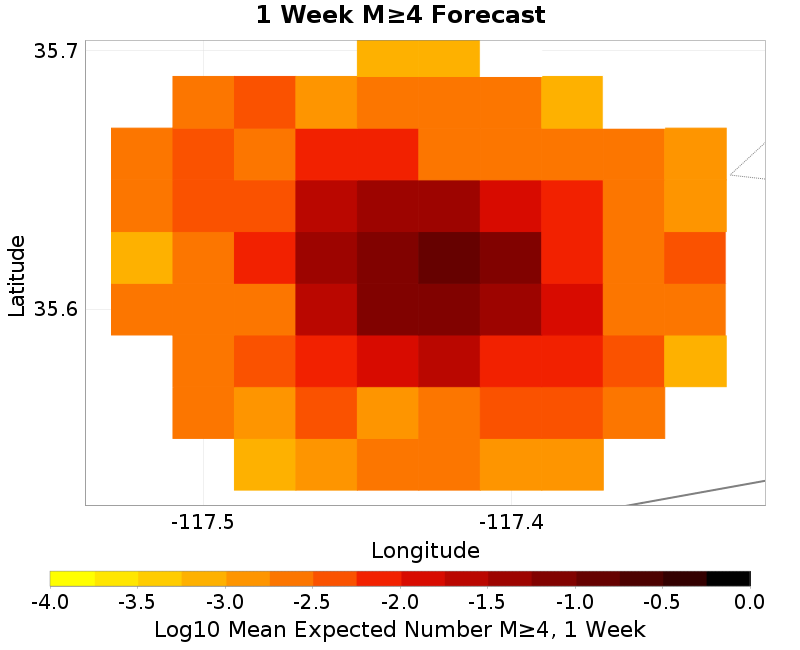 1 Week M≥4 Forecast
35.7
35.6
Latitude
-117.5 -117.4
Longitude
-4.0 -3.5 -3.0 -2.5 -2.0 -1.5 -1.0 -0.5 0.0
Log10 Mean Expected Number M≥4, 1 Week